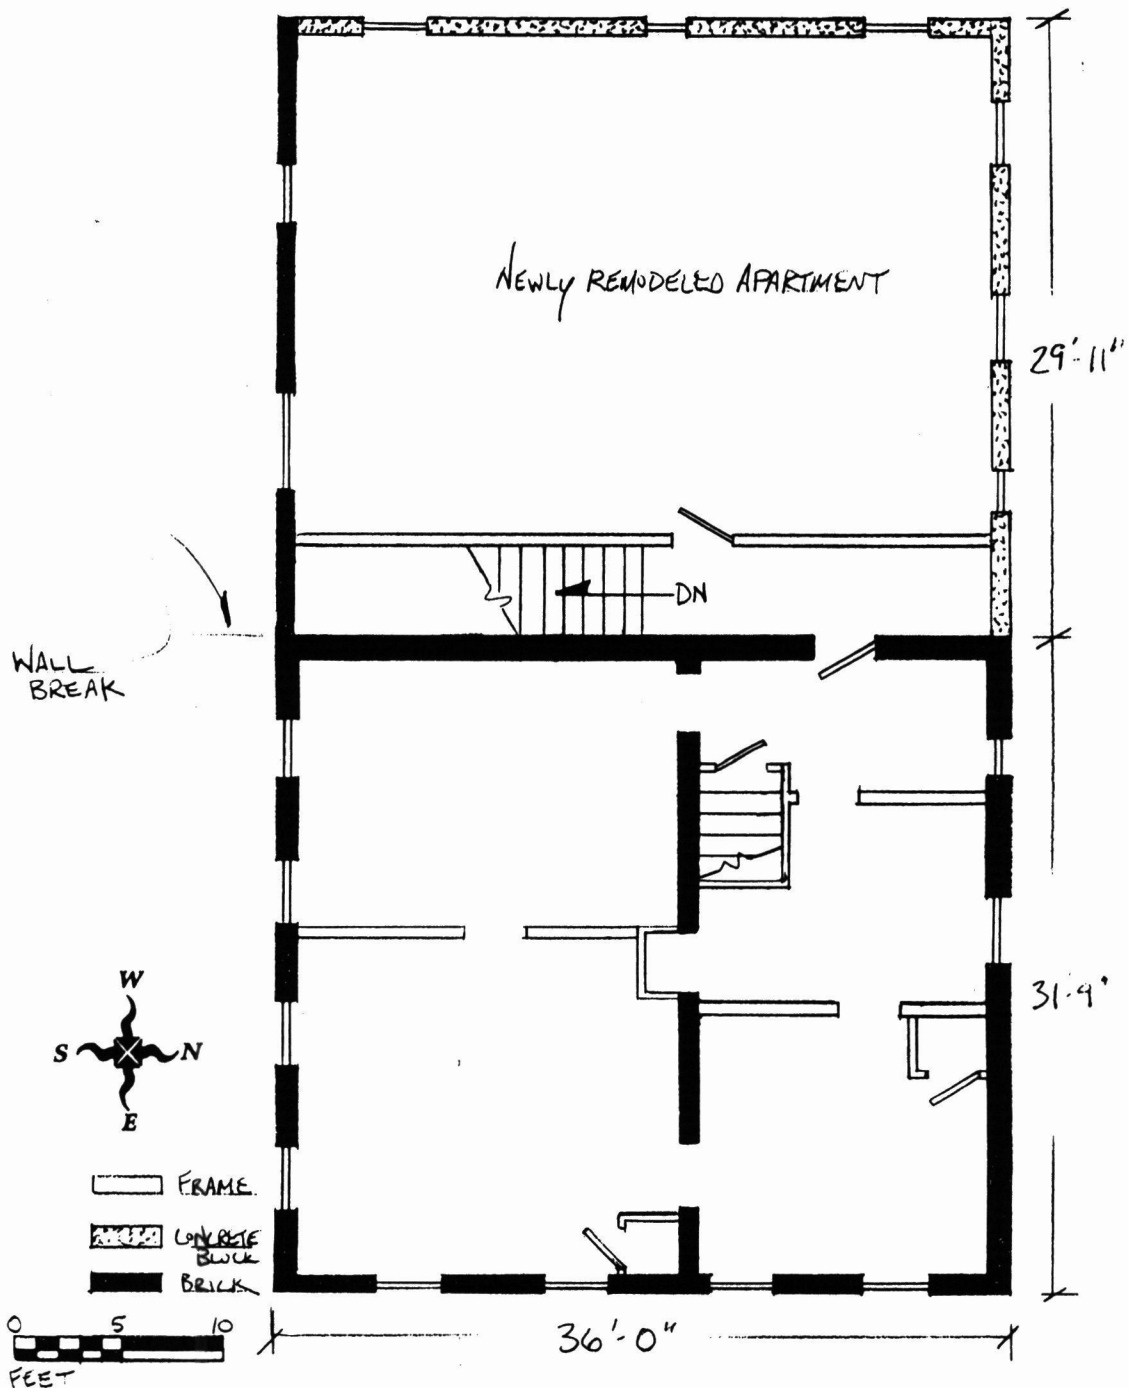 NEWLY REMODELED APARTMENT
29'-11"
DN
WALL
BREAK
31'-9"
W
S N
E
FRAME
CONCRETE
BLOCK
BRICK
0 5 10
FEET
36'-0"